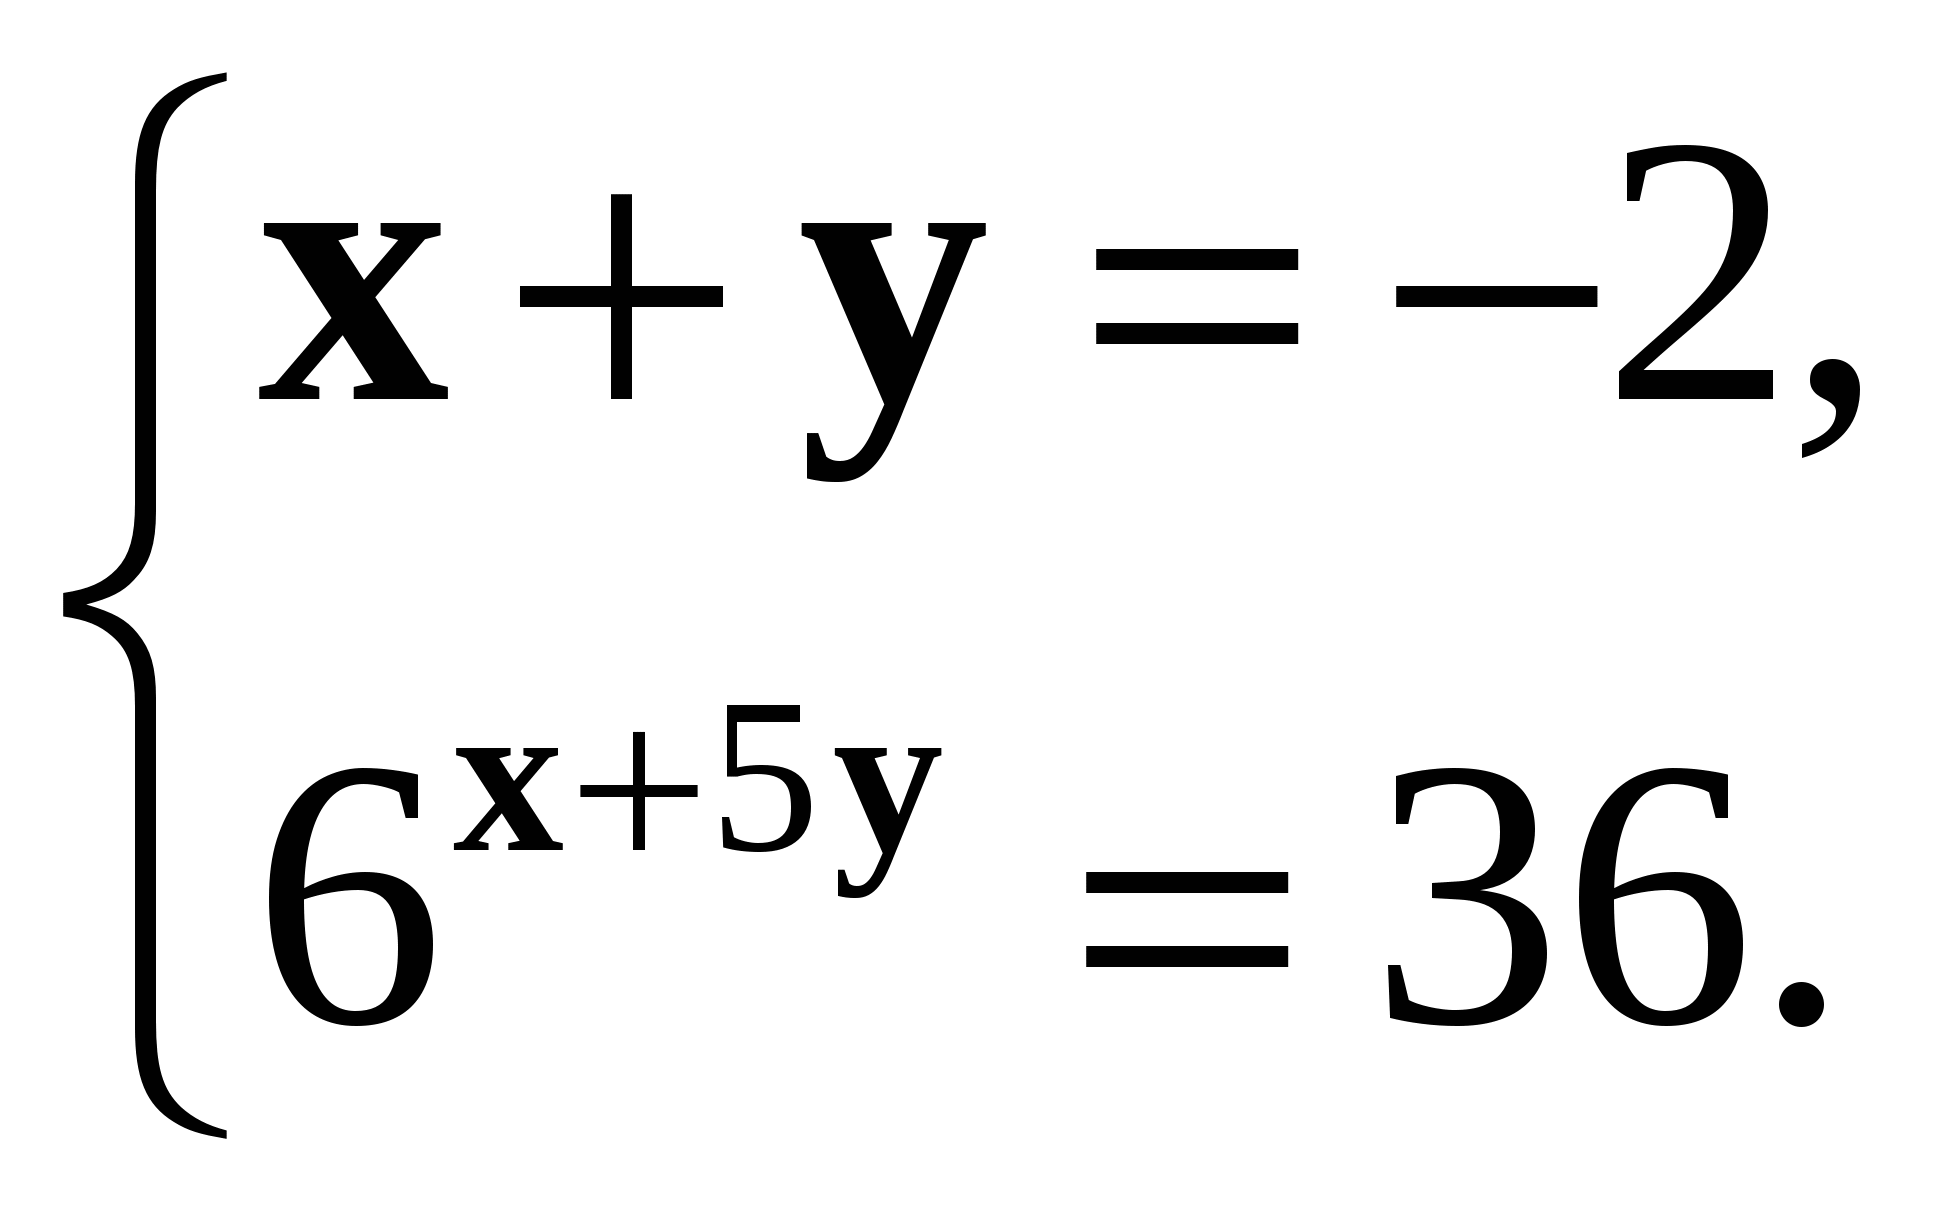 x + y = −2,
6^{x+5y} = 36.